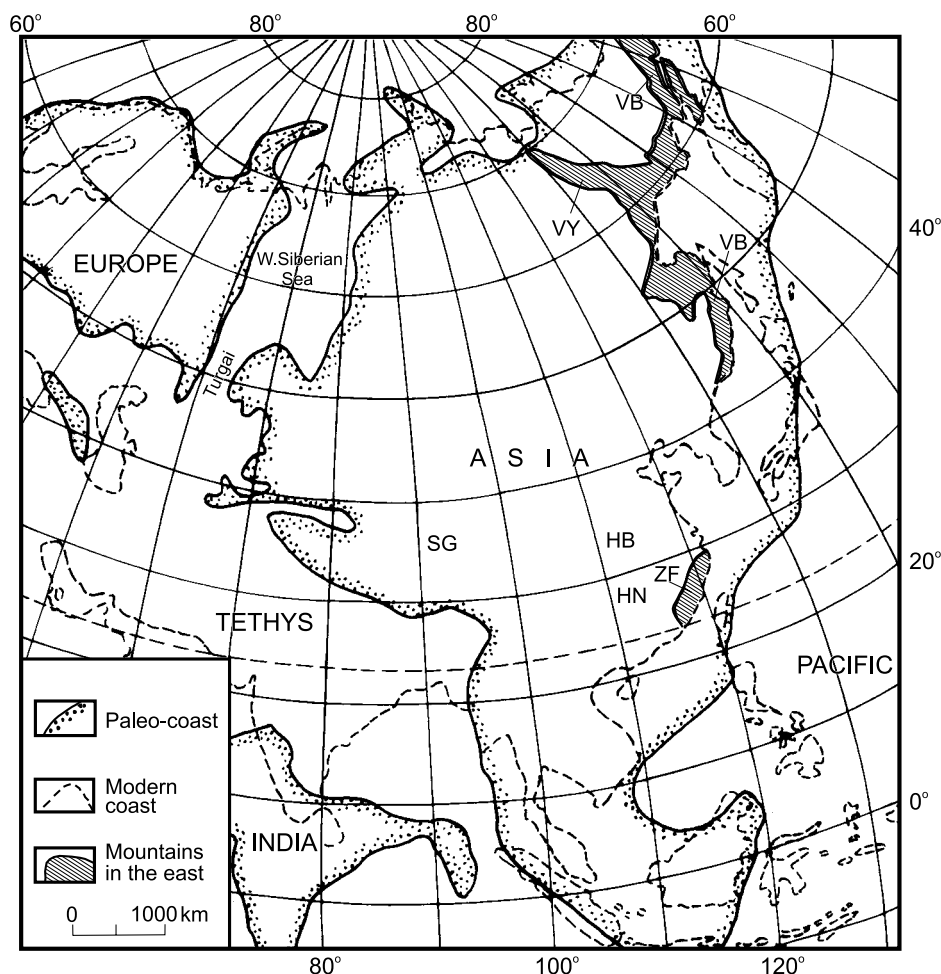 60°
80°
80°
60°
VB
40°
VY
VB
EUROPE
W.Siberian
Sea
Turgai
A S I A
SG
HB
20°
ZF
HN
TETHYS
PACIFIC
Paleo-coast
Modern
coast
0°
INDIA
Mountains
in the east
0 1000 km
80°
100°
120°